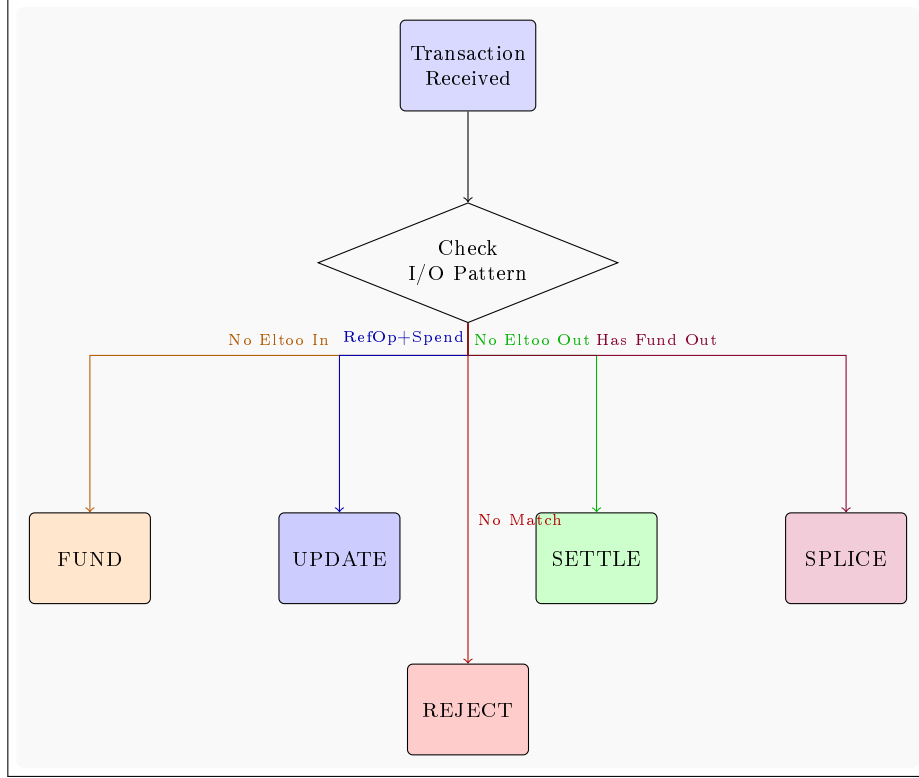 Transaction
Received
Check
I/O Pattern
No Eltoo In
RefOp+Spend
No Eltoo Out
Has Fund Out
No Match
FUND
UPDATE
SETTLE
SPLICE
REJECT